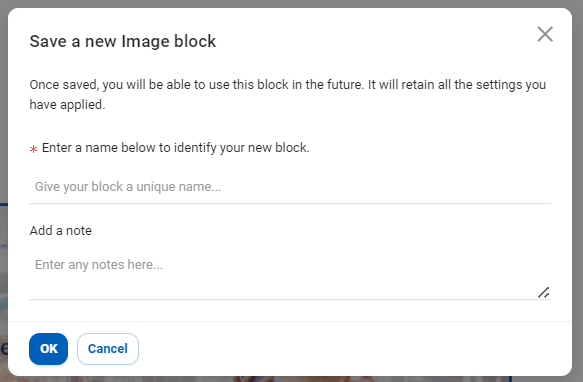 Save a new Image block
Once saved, you will be able to use this block in the future. It will retain all the settings you
have applied.
* Enter a name below to identify your new block.
Give your block a unique name...
Add a note
Enter any notes here...
OK
Cancel